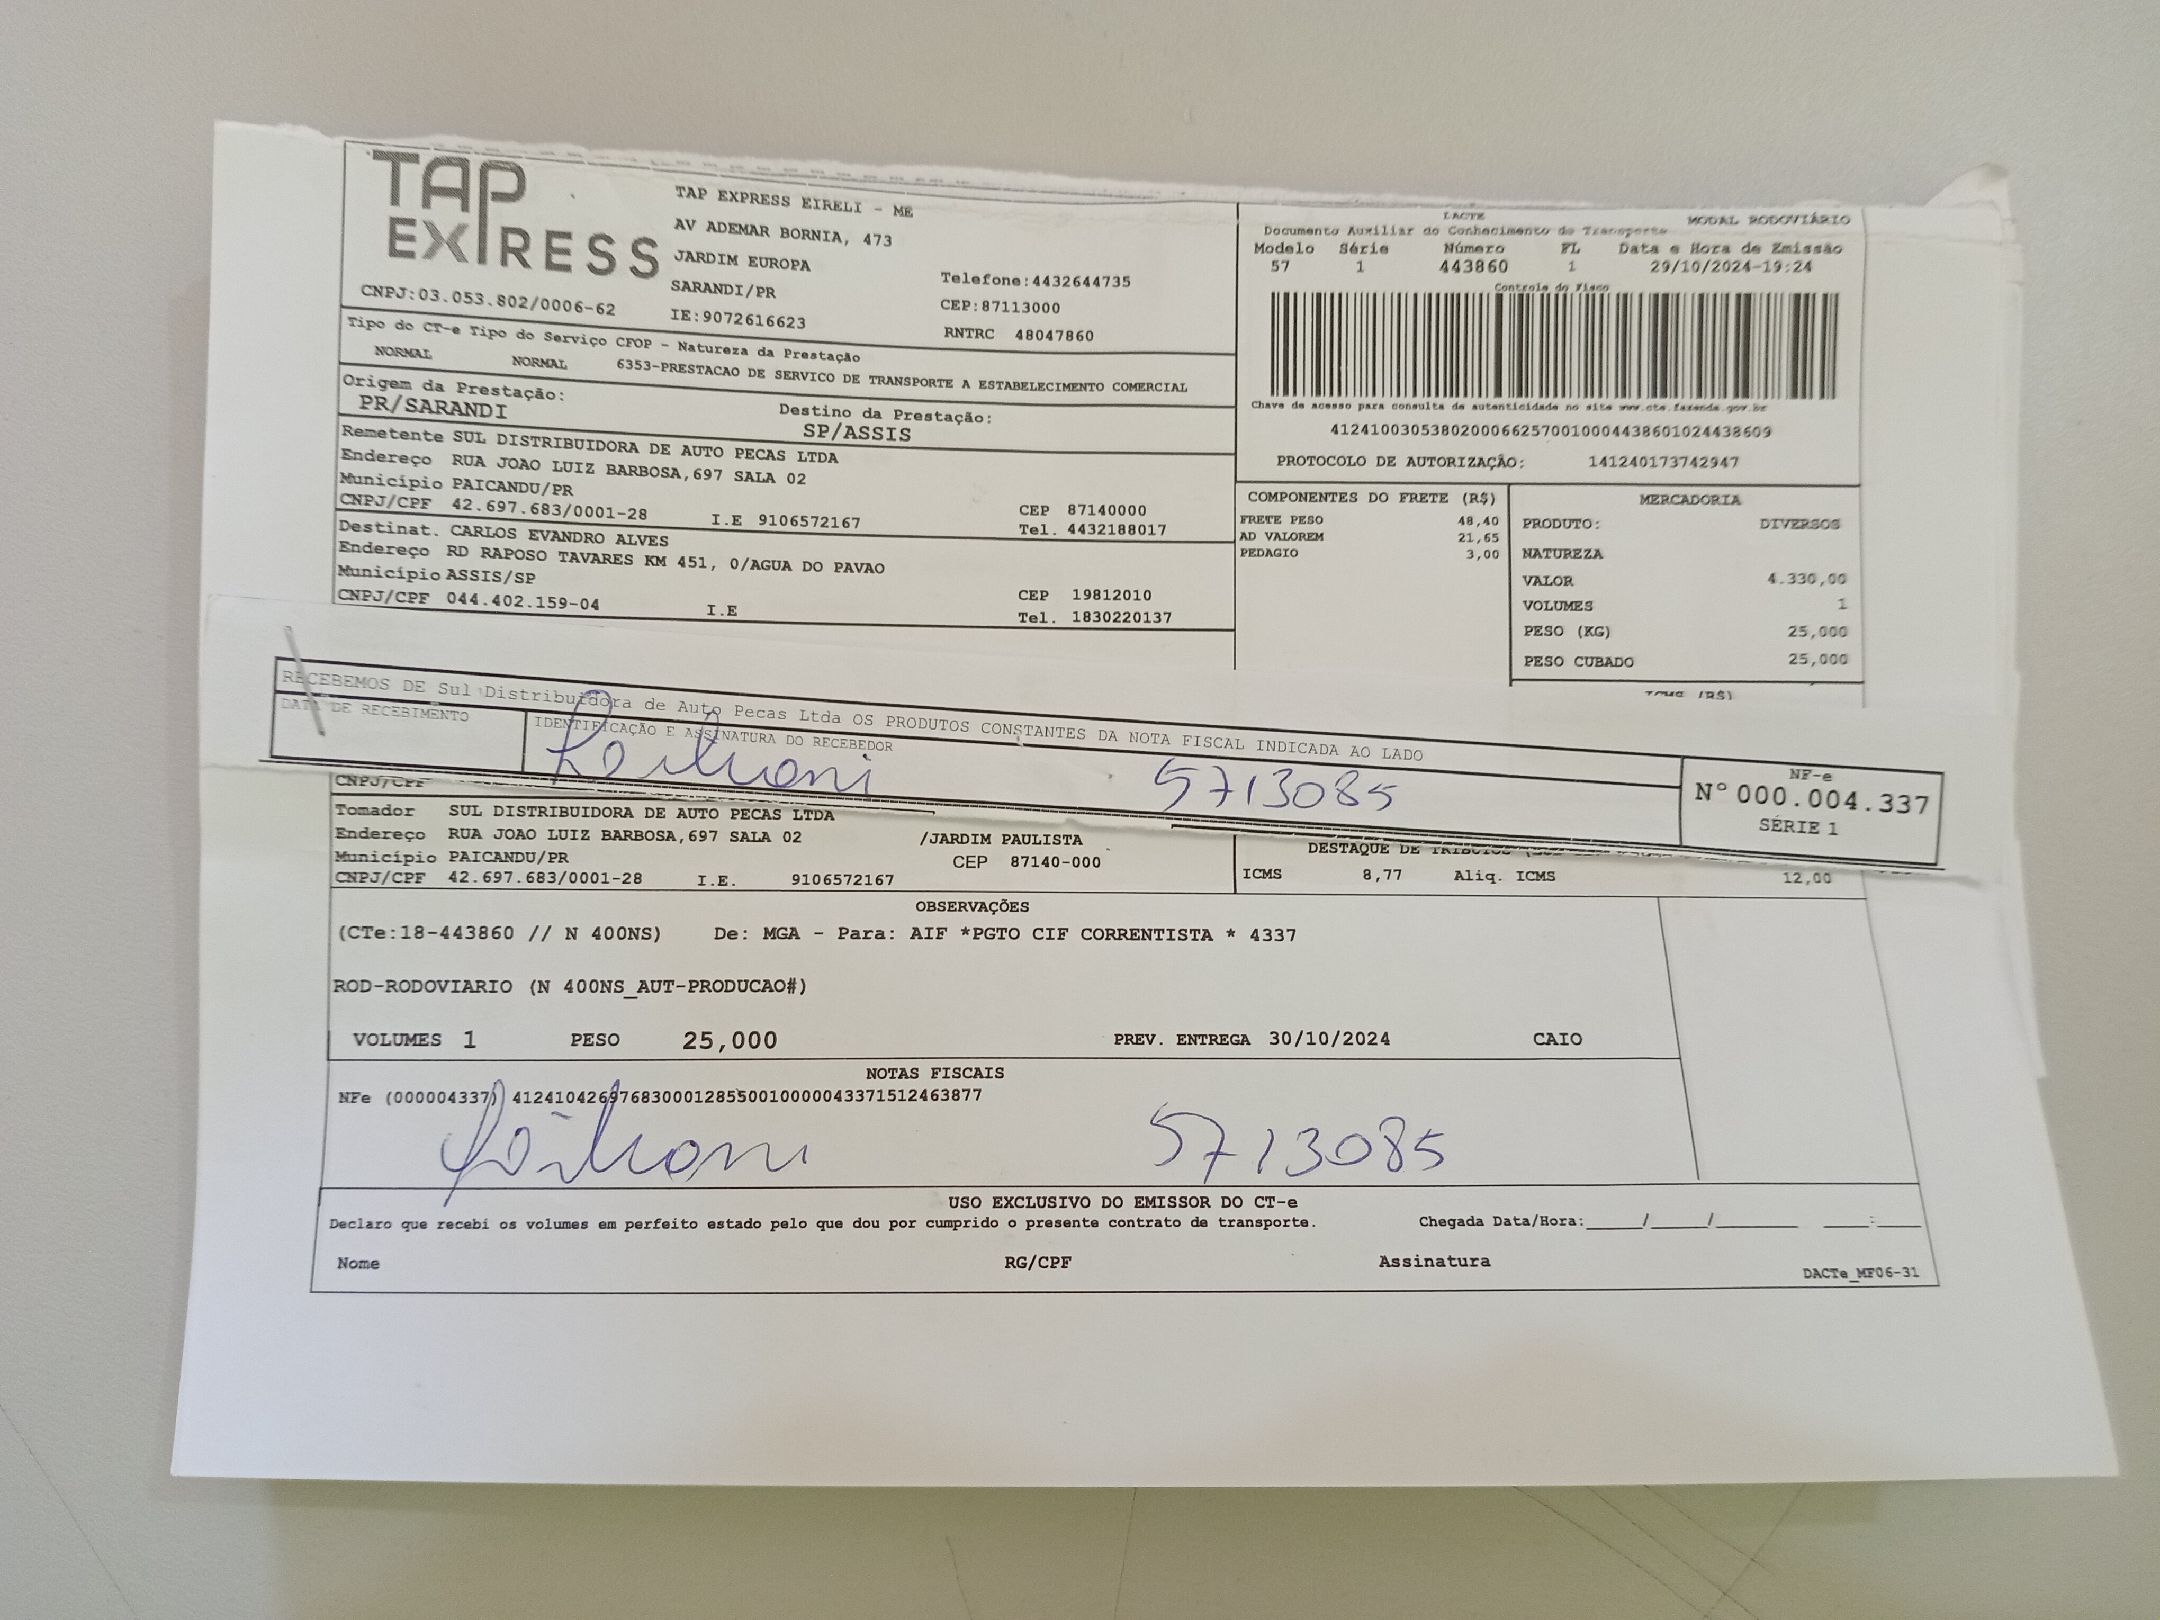 TAP
EXPRESS
CNPJ:03.053.802/0006-62
TAP EXPRESS EIRELI - ME
AV ADEMAR BORNIA, 473
JARDIM EUROPA
SARANDI/PR
IE:9072616623
Telefone:4432644735
CEP:87113000
RNTRC 48047860
DACTE MODAL RODOVIÁRIO
Documento Auxiliar do Conhecimento de Transporte
Modelo Série Número FL Data e Hora de Emissão
57 1 443860 1 29/10/2024-19:24
Controle do Fisco
Chave de acesso para consulta de autenticidade no site www.cte.fazenda.gov.br
41241003053802000662570010004438601024438609
PROTOCOLO DE AUTORIZAÇÃO: 141240173742947
Tipo do CT-e Tipo do Serviço CFOP - Natureza da Prestação
NORMAL NORMAL 6353-PRESTACAO DE SERVICO DE TRANSPORTE A ESTABELECIMENTO COMERCIAL
Origem da Prestação:
PR/SARANDI
Destino da Prestação:
SP/ASSIS
Remetente SUL DISTRIBUIDORA DE AUTO PECAS LTDA
Endereço RUA JOAO LUIZ BARBOSA,697 SALA 02
Município PAICANDU/PR CEP 87140000
CNPJ/CPF 42.697.683/0001-28 I.E 9106572167 Tel. 4432188017
Destinat. CARLOS EVANDRO ALVES
Endereço RD RAPOSO TAVARES KM 451, 0/AGUA DO PAVAO
Município ASSIS/SP CEP 19812010
CNPJ/CPF 044.402.159-04 I.E Tel. 1830220137
COMPONENTES DO FRETE (R$)
FRETE PESO 48,40
AD VALOREM 21,65
PEDAGIO 3,00
MERCADORIA
PRODUTO: DIVERSOS
NATUREZA
VALOR 4.330,00
VOLUMES 1
PESO (KG) 25,000
PESO CUBADO 25,000
(R$)
RECEBEMOS DE Sul Distribuidora de Auto Pecas Ltda OS PRODUTOS CONSTANTES DA NOTA FISCAL INDICADA AO LADO
DATA DE RECEBIMENTO
IDENTIFICAÇÃO E ASSINATURA DO RECEBEDOR
5713085
NF-e
Nº 000.004.337
SÉRIE 1
CNPJ/CPF
Tomador SUL DISTRIBUIDORA DE AUTO PECAS LTDA
Endereço RUA JOAO LUIZ BARBOSA,697 SALA 02 /JARDIM PAULISTA
Município PAICANDU/PR CEP 87140-000
CNPJ/CPF 42.697.683/0001-28 I.E. 9106572167
DESTAQUE DE
ICMS 8,77 Aliq. ICMS 12,00
OBSERVAÇÕES
(CTe:18-443860 // N 400NS) De: MGA - Para: AIF *PGTO CIF CORRENTISTA * 4337
ROD-RODOVIARIO (N 400NS_AUT-PRODUCAO#)
VOLUMES 1 PESO 25,000 PREV. ENTREGA 30/10/2024 CAIO
NOTAS FISCAIS
NFe (000004337) 41241042697683000128550010000043371512463877
5713085
USO EXCLUSIVO DO EMISSOR DO CT-e
Declaro que recebi os volumes em perfeito estado pelo que dou por cumprido o presente contrato de transporte. Chegada Data/Hora:_____/_____/_______ ____:____
Nome RG/CPF Assinatura
DACTe_MF06-31